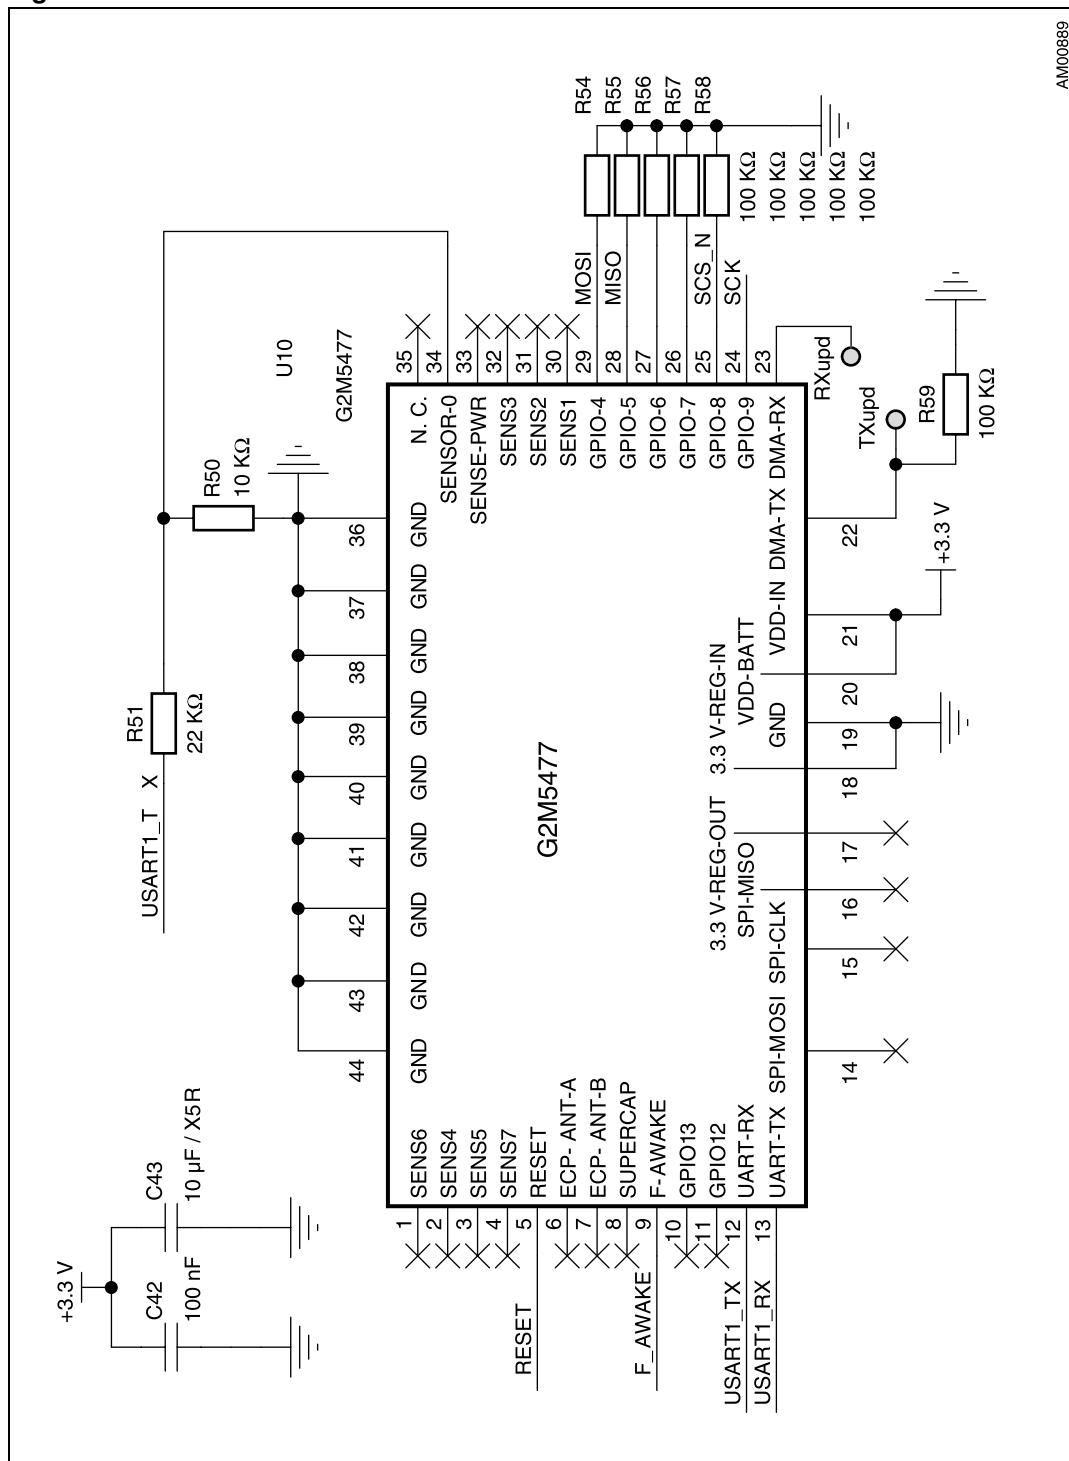 AM00889
R54
R55
R56
R57
R58
100 KΩ
100 KΩ
100 KΩ
100 KΩ
100 KΩ
MOSI
MISO
SCS_N
SCK
U10
G2M5477
35
34
33
32
31
30
29
28
27
26
25
24
23
N. C.
SENSOR-0
SENSE-PWR
SENS3
SENS2
SENS1
GPIO-4
GPIO-5
GPIO-6
GPIO-7
GPIO-8
GPIO-9
DMA-RX
RXupd
TXupd
R59
100 KΩ
R50
10 KΩ
R51
22 KΩ
USART1_T X
36
37
38
39
40
41
42
43
44
GND
GND
GND
GND
GND
GND
GND
GND
GND
G2M5477
DMA-TX
VDD-IN
VDD-BATT
GND
3.3 V-REG-IN
3.3 V-REG-OUT
SPI-MISO
SPI-CLK
SPI-MOSI
22
21
20
19
18
17
16
15
14
+3.3 V
SENS6
SENS4
SENS5
SENS7
RESET
ECP- ANT-A
ECP- ANT-B
SUPERCAP
F-AWAKE
GPIO13
GPIO12
UART-RX
UART-TX
1
2
3
4
5
6
7
8
9
10
11
12
13
RESET
F_AWAKE
USART1_TX
USART1_RX
+3.3 V
C43
10 µF / X5R
C42
100 nF